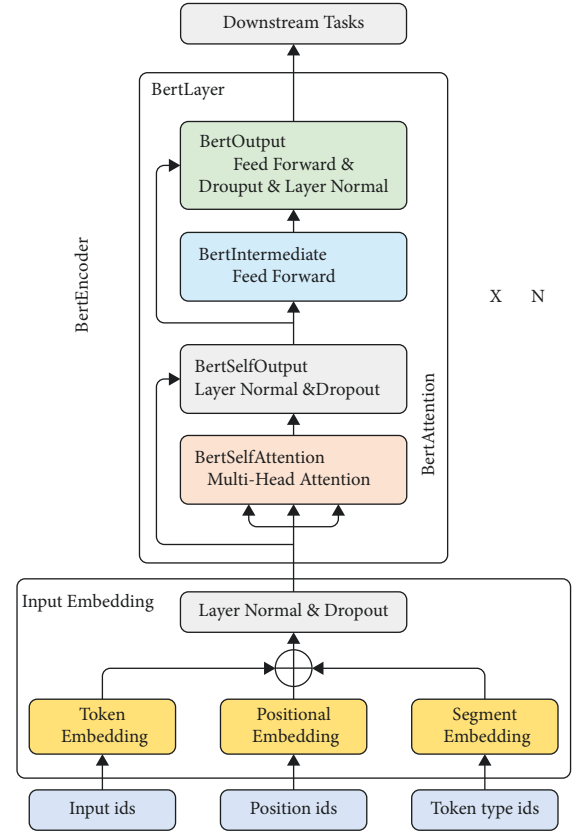 Downstream Tasks
BertLayer
BertOutput
Feed Forward &
Drouput & Layer Normal
BertIntermediate
Feed Forward
BertEncoder
X N
BertSelfOutput
Layer Normal &Dropout
BertAttention
BertSelfAttention
Multi-Head Attention
Input Embedding
Layer Normal & Dropout
Token
Embedding
Positional
Embedding
Segment
Embedding
Input ids
Position ids
Token type ids